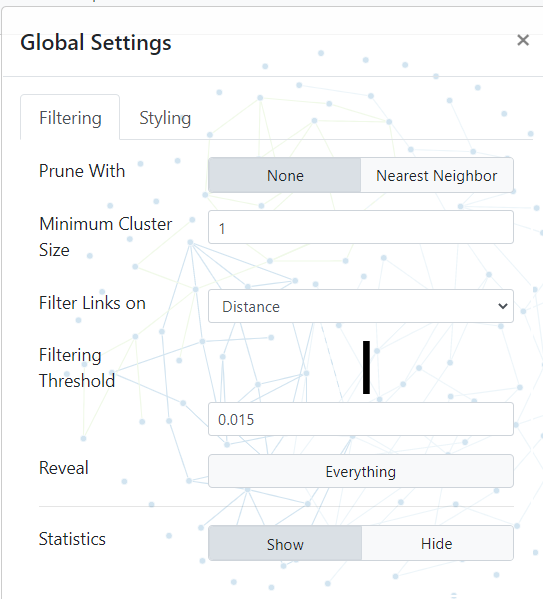 Global Settings ×
Filtering Styling
Prune With None Nearest Neighbor
Minimum Cluster
Size
1
Filter Links on Distance
Filtering
Threshold
0.015
Reveal Everything
Statistics Show Hide